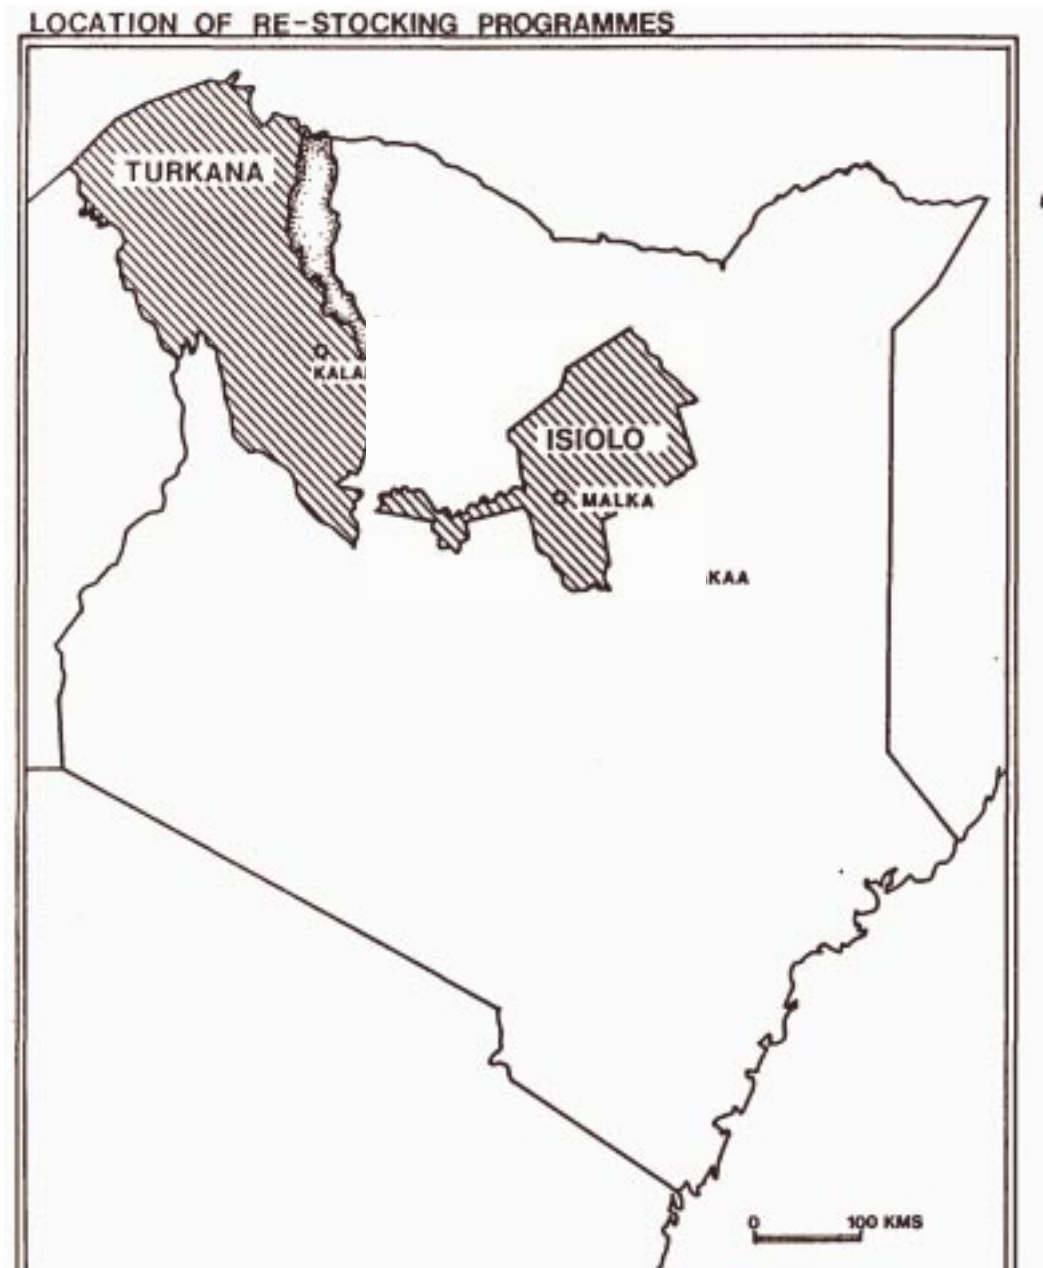 LOCATION OF RE-STOCKING PROGRAMMES
TURKANA
KALA
ISIOLO
MALKA
KAA
0 100 KMS